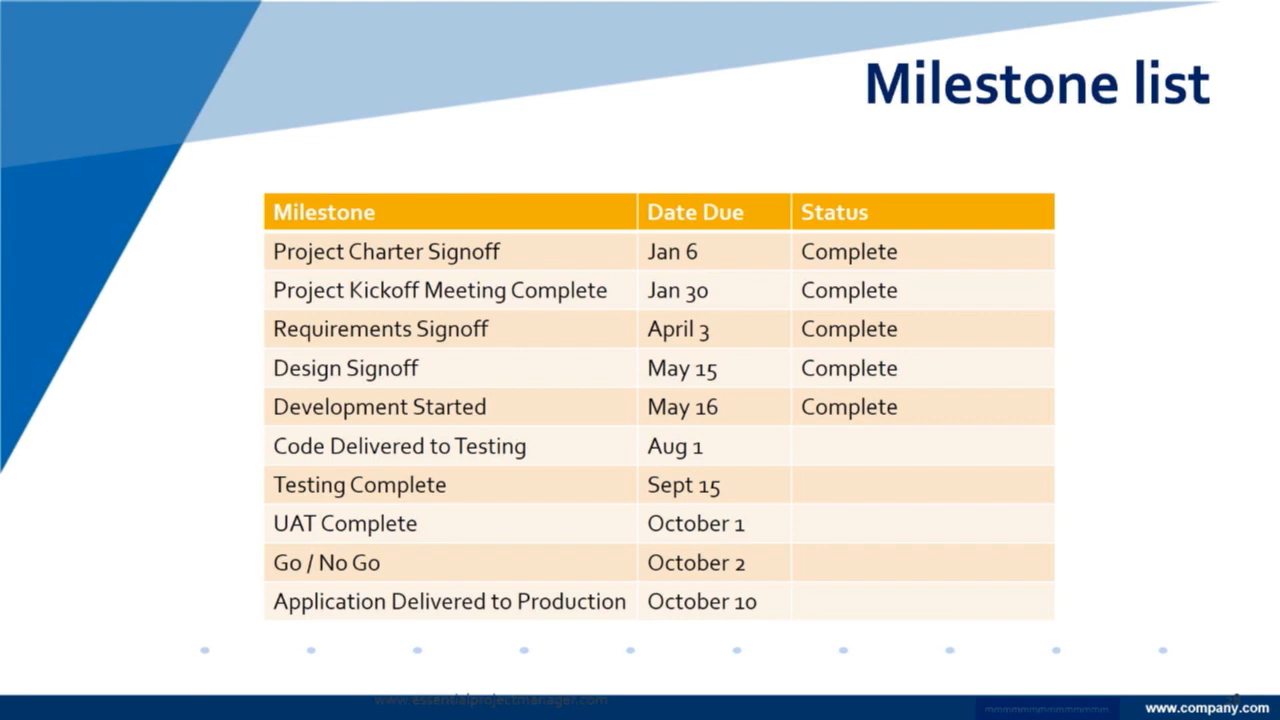 Milestone list
Milestone Date Due Status
Project Charter Signoff Jan 6 Complete
Project Kickoff Meeting Complete Jan 30 Complete
Requirements Signoff April 3 Complete
Design Signoff May 15 Complete
Development Started May 16 Complete
Code Delivered to Testing Aug 1
Testing Complete Sept 15
UAT Complete October 1
Go / No Go October 2
Application Delivered to Production October 10
www.essentialprojectmanager.com
www.company.com